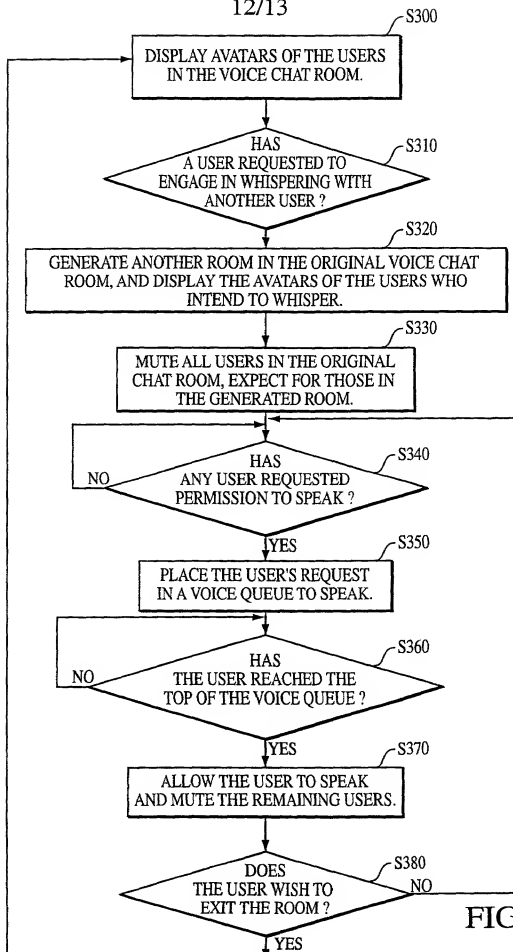 12/13
S300
DISPLAY AVATARS OF THE USERS
IN THE VOICE CHAT ROOM.
HAS
A USER REQUESTED TO
ENGAGE IN WHISPERING WITH
ANOTHER USER ?
S310
S320
GENERATE ANOTHER ROOM IN THE ORIGINAL VOICE CHAT
ROOM, AND DISPLAY THE AVATARS OF THE USERS WHO
INTEND TO WHISPER.
S330
MUTE ALL USERS IN THE ORIGINAL
CHAT ROOM, EXPECT FOR THOSE IN
THE GENERATED ROOM.
HAS
ANY USER REQUESTED
PERMISSION TO SPEAK ?
S340
NO
YES
S350
PLACE THE USER'S REQUEST
IN A VOICE QUEUE TO SPEAK.
HAS
THE USER REACHED THE
TOP OF THE VOICE QUEUE ?
S360
NO
YES
S370
ALLOW THE USER TO SPEAK
AND MUTE THE REMAINING USERS.
DOES
THE USER WISH TO
EXIT THE ROOM ?
S380
NO
FIG
YES